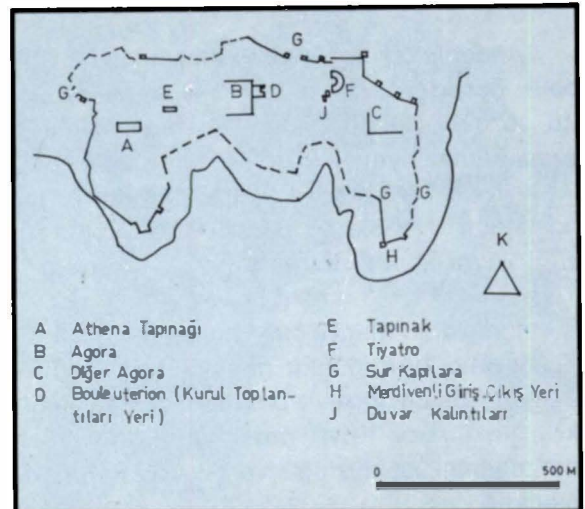 G
G
E
B
D
F
J
C
A
G
G
H
K
A Athena Tapınağı
B Agora
C Diğer Agora
D Bouleuterion (Kurul Toplan-
tıları Yeri)
E Tapınak
F Tiyatro
G Sur Kapılara
H Merdivenli Giriş Çıkış Yeri
J Duvar Kalıntıları
0 500 M